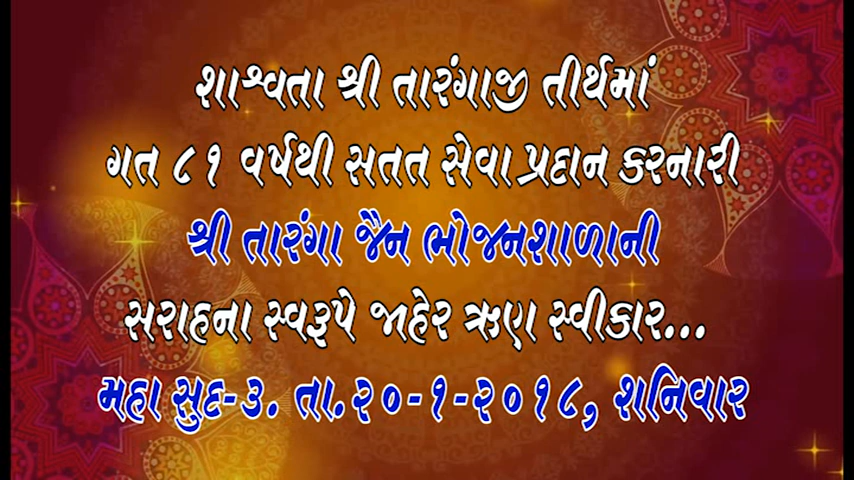 શાશ્વતા શ્રી તારંગાજી તીર્થમાં
ગત ૮૧ વર્ષથી સતત સેવા પ્રદાન કરનારી
શ્રી તારંગા જૈન ભોજનશાળાની
સરાહના સ્વરૂપે જાહેર ઋણ સ્વીકાર...
મહા સુદ-૩. તા.૨૦-૧-૨૦૧૮, શનિવાર